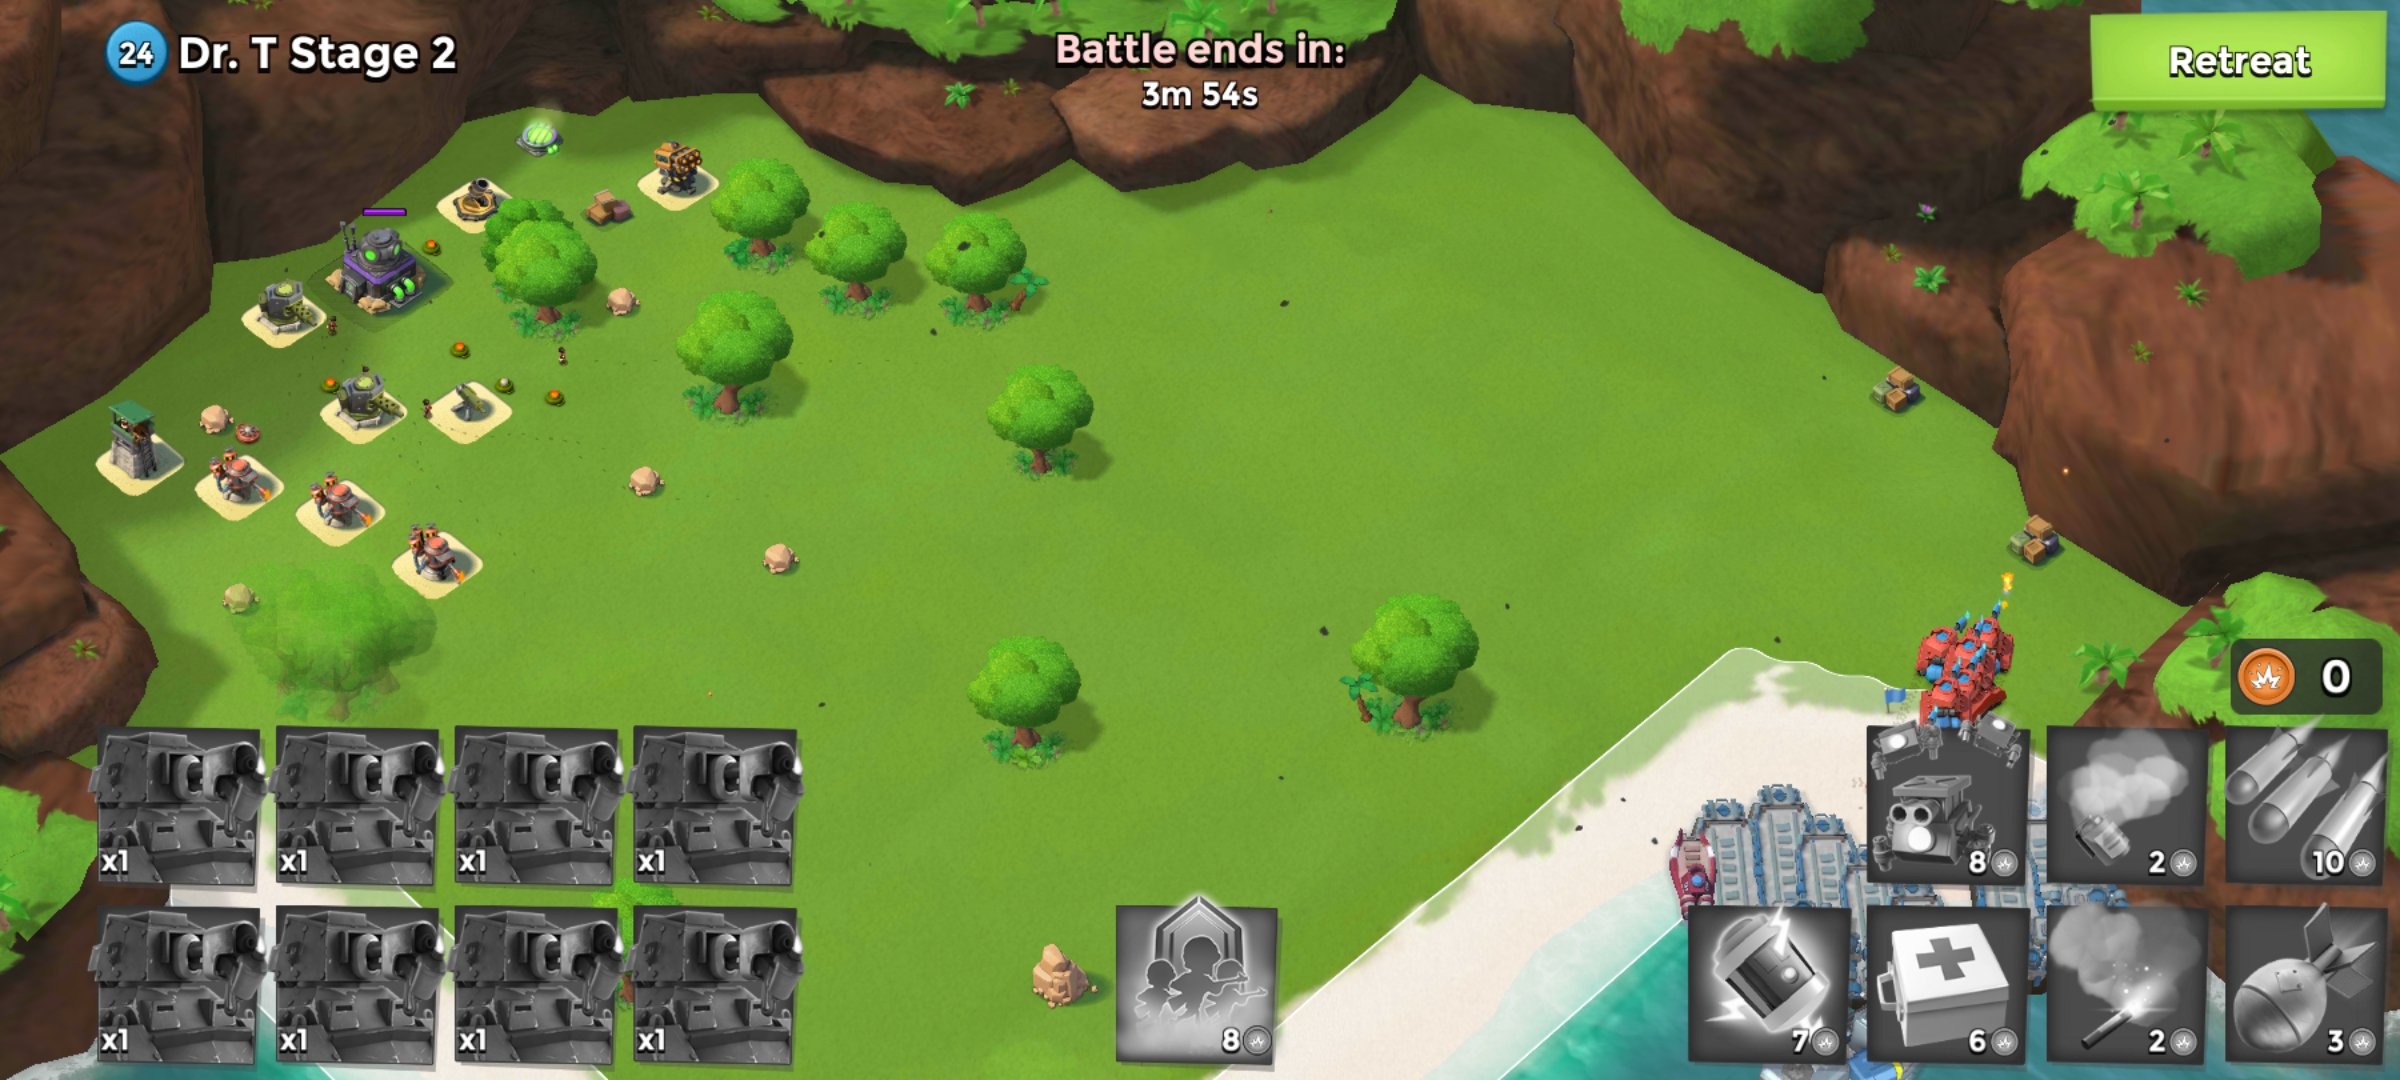 24 Dr. T Stage 2
Battle ends in:
3m 54s
Retreat
0
x1 x1 x1 x1
8 2 10
x1 x1 x1 x1
8
7 6 2 3